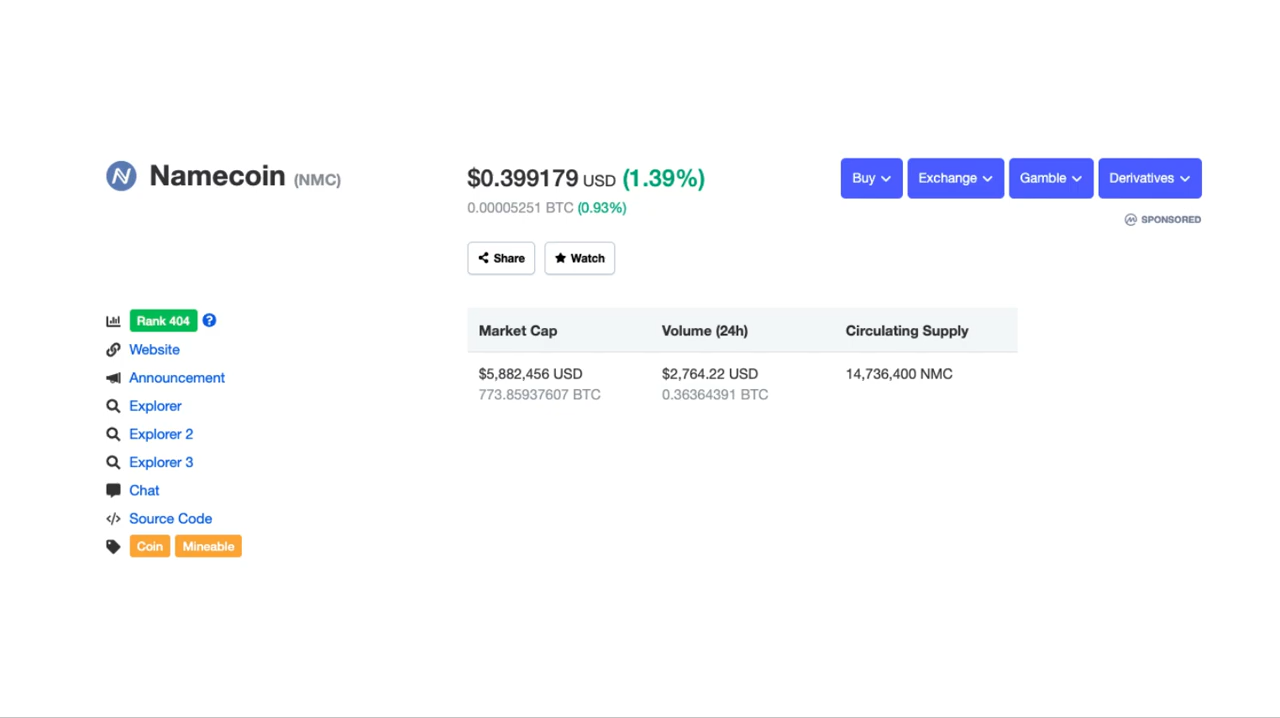 Namecoin (NMC)
$0.399179 USD (1.39%)
0.00005251 BTC (0.93%)
Buy
Exchange
Gamble
Derivatives
SPONSORED
Share
Watch
Rank 404 ?
Website
Announcement
Explorer
Explorer 2
Explorer 3
Chat
Source Code
Coin Mineable
Market Cap Volume (24h) Circulating Supply
$5,882,456 USD $2,764.22 USD 14,736,400 NMC
773.85937607 BTC 0.36364391 BTC